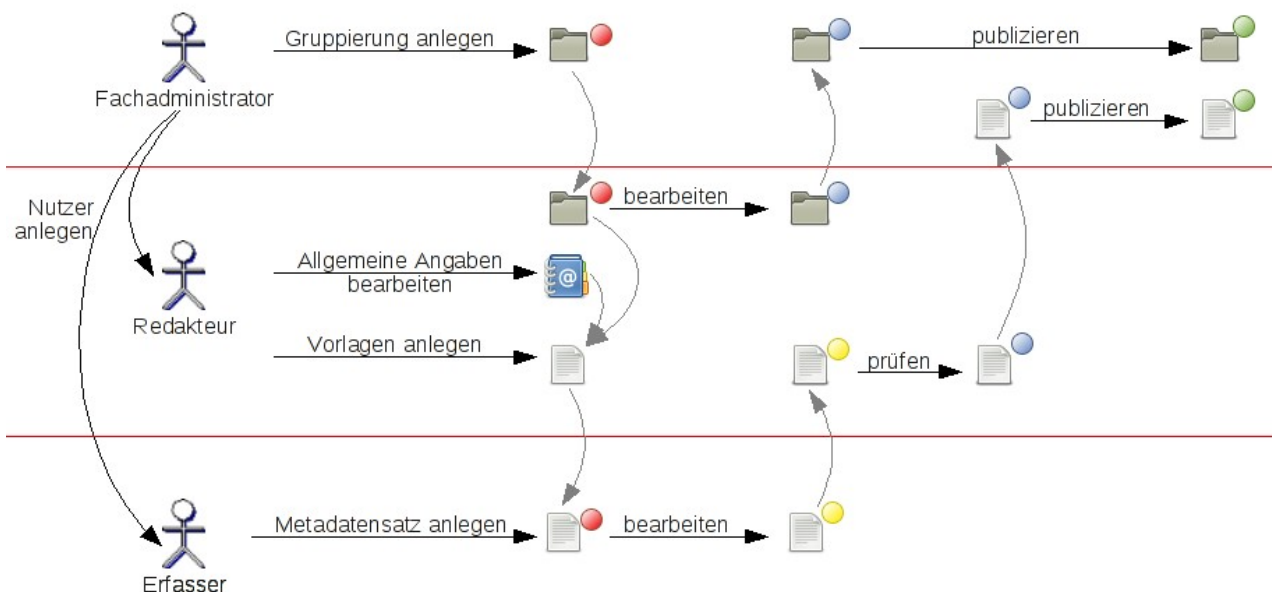 Gruppierung anlegen
publizieren
Fachadministrator
publizieren
Nutzer
anlegen
bearbeiten
Allgemeine Angaben
bearbeiten
@
Redakteur
Vorlagen anlegen
prüfen
Metadatensatz anlegen
bearbeiten
Erfasser